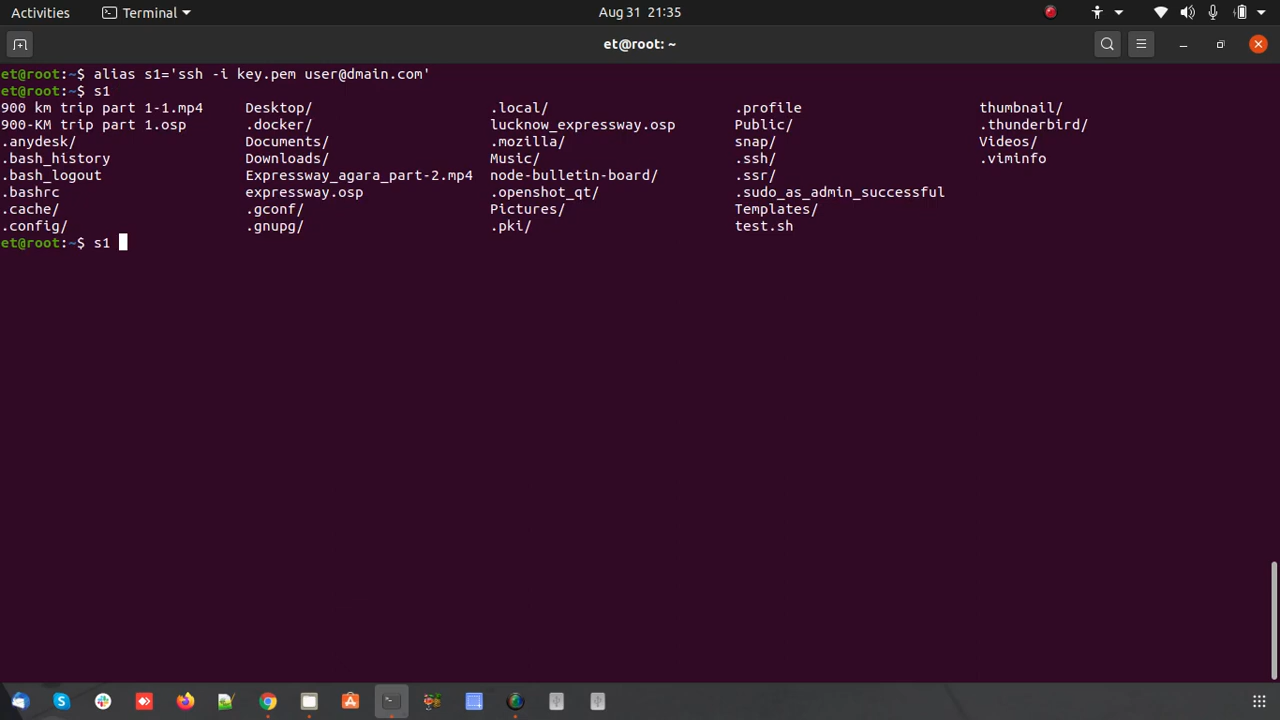 Activities Terminal Aug 31 21:35
et@root: ~
et@root:~$ alias s1='ssh -i key.pem user@dmain.com'
et@root:~$ s1
900 km trip part 1-1.mp4 Desktop/ .local/ .profile thumbnail/
900-KM trip part 1.osp .docker/ lucknow_expressway.osp Public/ .thunderbird/
.anydesk/ Documents/ .mozilla/ snap/ Videos/
.bash_history Downloads/ Music/ .ssh/ .viminfo
.bash_logout Expressway_agara_part-2.mp4 node-bulletin-board/ .ssr/
.bashrc expressway.osp .openshot_qt/ .sudo_as_admin_successful
.cache/ .gconf/ Pictures/ Templates/
.config/ .gnupg/ .pki/ test.sh
et@root:~$ s1